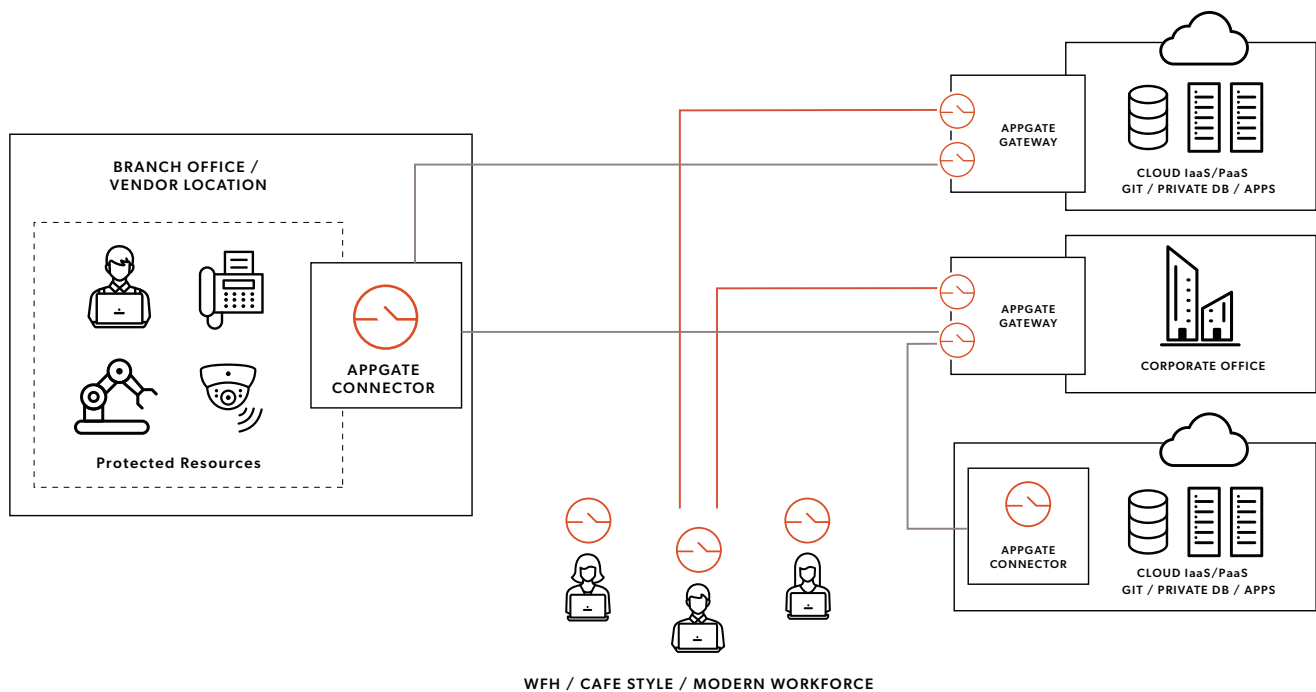 BRANCH OFFICE /
VENDOR LOCATION
APPGATE
CONNECTOR
Protected Resources
APPGATE
GATEWAY
CLOUD IaaS/PaaS
GIT / PRIVATE DB / APPS
APPGATE
GATEWAY
CORPORATE OFFICE
APPGATE
CONNECTOR
CLOUD IaaS/PaaS
GIT / PRIVATE DB / APPS
WFH / CAFE STYLE / MODERN WORKFORCE